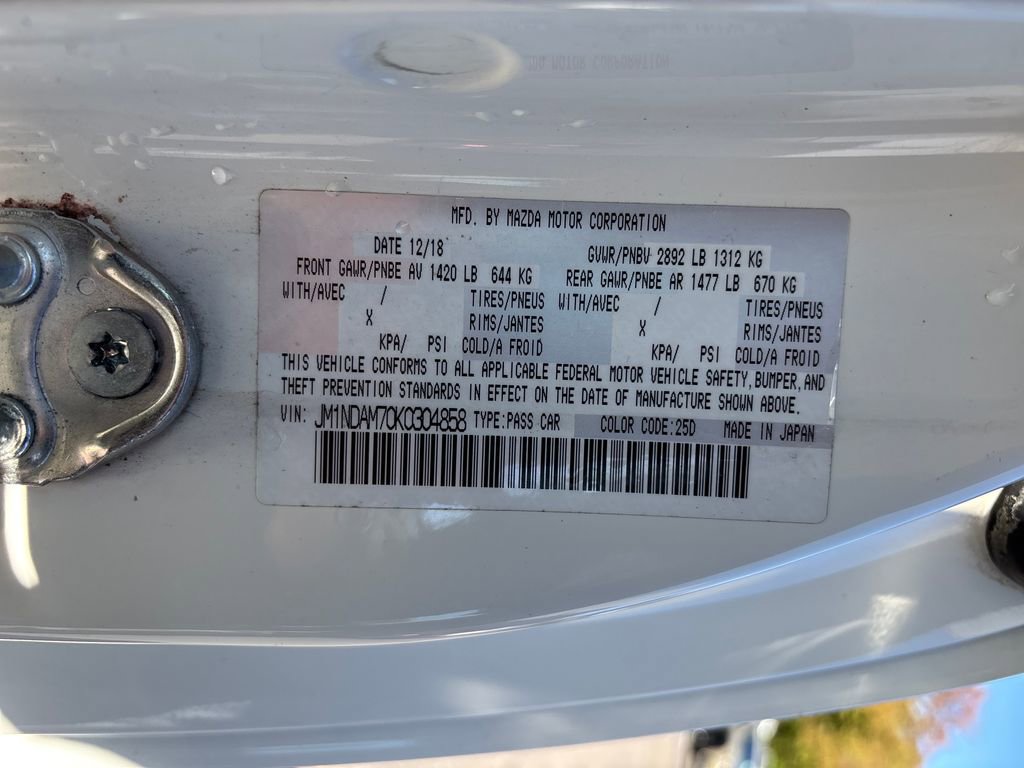 MFD. BY MAZDA MOTOR CORPORATION
DATE 12/18 GVWR/PNBV 2892 LB 1312 KG
FRONT GAWR/PNBE AV 1420 LB 644 KG REAR GAWR/PNBE AR 1477 LB 670 KG
WITH/AVEC / TIRES/PNEUS WITH/AVEC / TIRES/PNEUS
X RIMS/JANTES X RIMS/JANTES
KPA/ PSI COLD/A FROID KPA/ PSI COLD/A FROID
THIS VEHICLE CONFORMS TO ALL APPLICABLE FEDERAL MOTOR VEHICLE SAFETY, BUMPER, AND
THEFT PREVENTION STANDARDS IN EFFECT ON THE DATE OF MANUFACTURE SHOWN ABOVE.
VIN: JM1NDAM70K0304858 TYPE: PASS CAR COLOR CODE: 25D MADE IN JAPAN